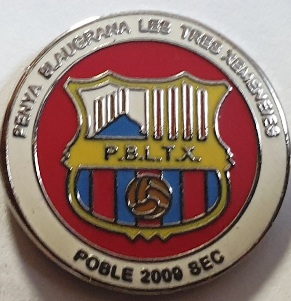 PENYA BLAUGRANA LES TRES XEMENEIES
P.B.L.T.X.
POBLE 2009 SEC